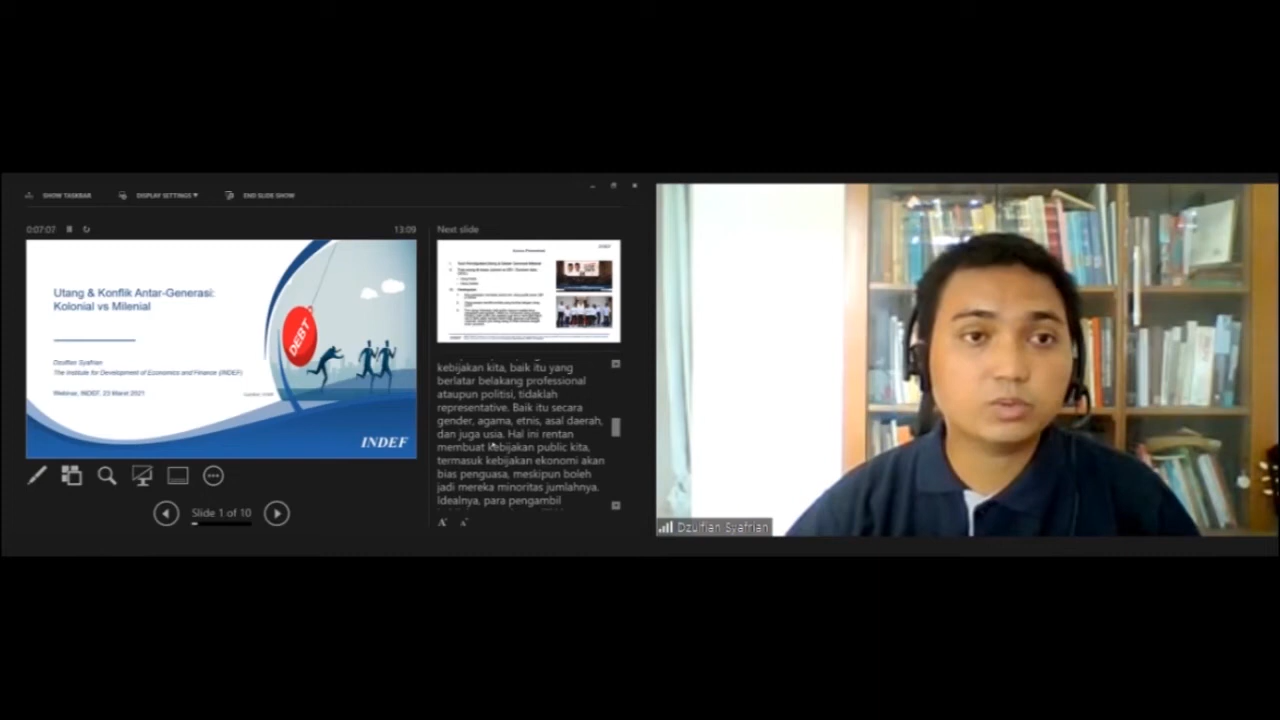 SHOW TASKBAR
DISPLAY SETTINGS
END SLIDE SHOW
0:07:07
13:09
Next slide
Utang & Konflik Antar-Generasi:
Kolonial vs Milenial
Dzulfian Syafrian
The Institute for Development of Economics and Finance (INDEF)
Webinar, INDEF, 23 Maret 2021
DEBT
INDEF
kebijakan kita, baik itu yang
berlatar belakang professional
ataupun politisi, tidaklah
representative. Baik itu secara
gender, agama, etnis, asal daerah,
dan juga usia. Hal ini rentan
membuat kebijakan public kita,
termasuk kebijakan ekonomi akan
bias penguasa, meskipun boleh
jadi mereka minoritas jumlahnya.
Idealnya, para pengambil
Slide 1 of 10
Dzulfian Syafrian